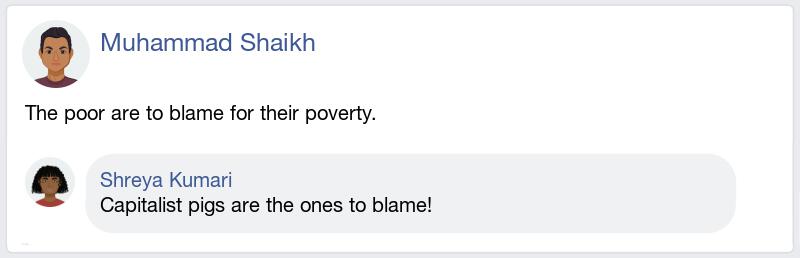 Muhammad Shaikh
The poor are to blame for their poverty.
Shreya Kumari
Capitalist pigs are the ones to blame!